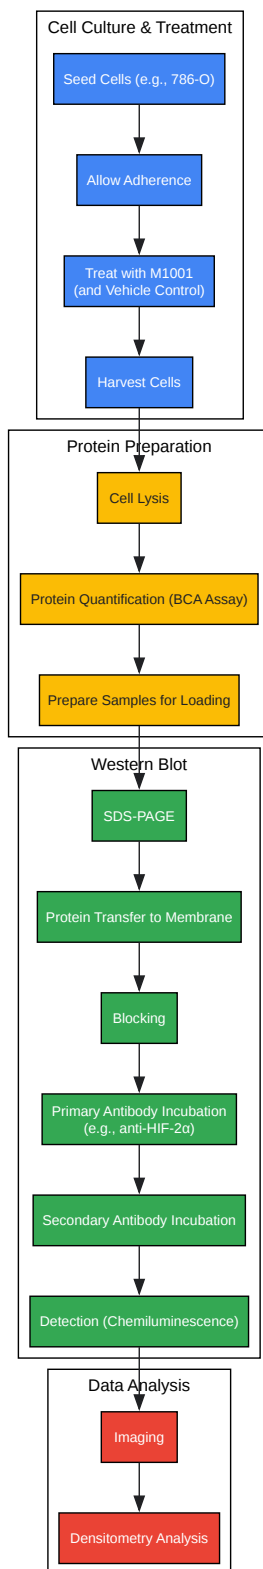 Cell Culture & Treatment
Seed Cells (e.g., 786-O)
Allow Adherence
Treat with M1001
(and Vehicle Control)
Harvest Cells
Protein Preparation
Cell Lysis
Protein Quantification (BCA Assay)
Prepare Samples for Loading
Western Blot
SDS-PAGE
Protein Transfer to Membrane
Blocking
Primary Antibody Incubation
(e.g., anti-HIF-2α)
Secondary Antibody Incubation
Detection (Chemiluminescence)
Data Analysis
Imaging
Densitometry Analysis